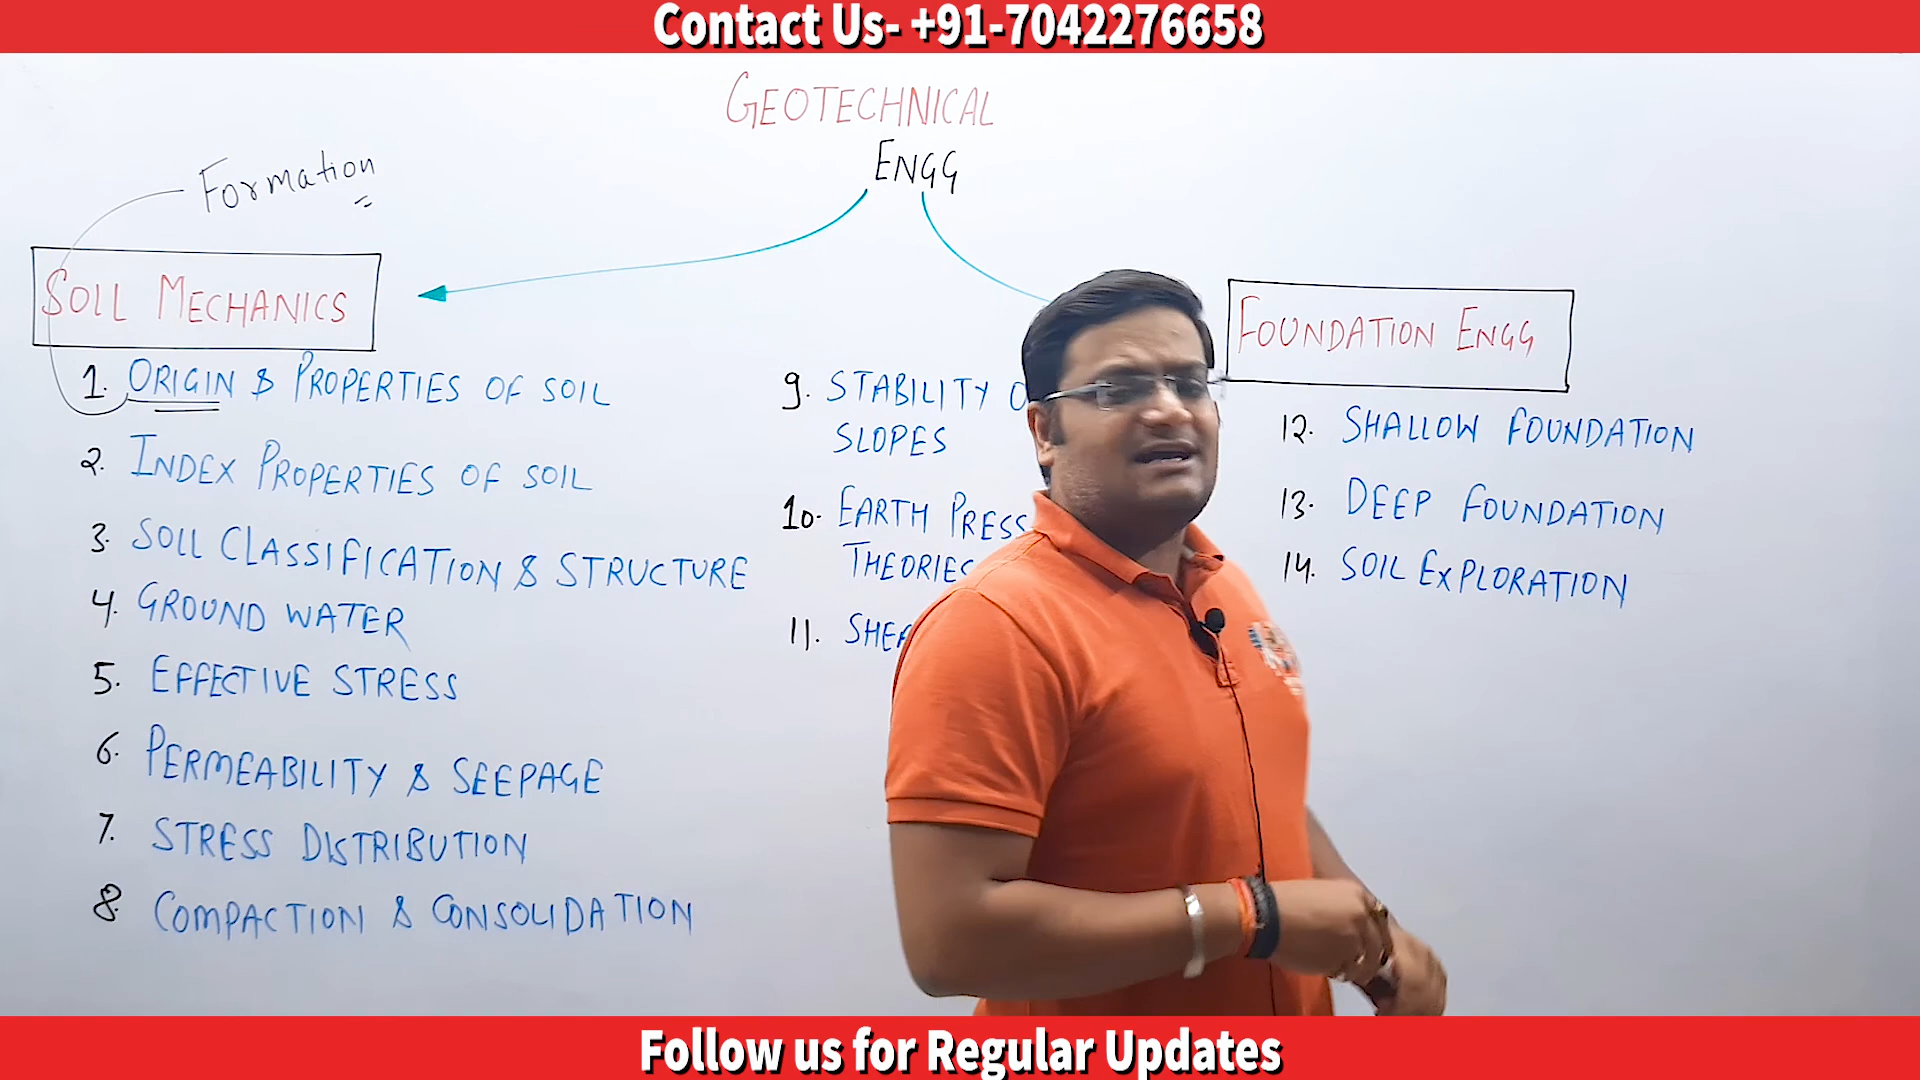 Contact Us- +91-7042276658
GEOTECHNICAL
ENGG
Formation
SOIL MECHANICS
1. ORIGIN & PROPERTIES OF SOIL
2. INDEX PROPERTIES OF SOIL
3. SOIL CLASSIFICATION & STRUCTURE
4. GROUND WATER
5. EFFECTIVE STRESS
6. PERMEABILITY & SEEPAGE
7. STRESS DISTRIBUTION
8. COMPACTION & CONSOLIDATION
9. STABILITY
SLOPES
10. EARTH PRESS
THEORIES
11.
FOUNDATION ENGG
12. SHALLOW FOUNDATION
13. DEEP FOUNDATION
14. SOIL EXPLORATION
Follow us for Regular Updates